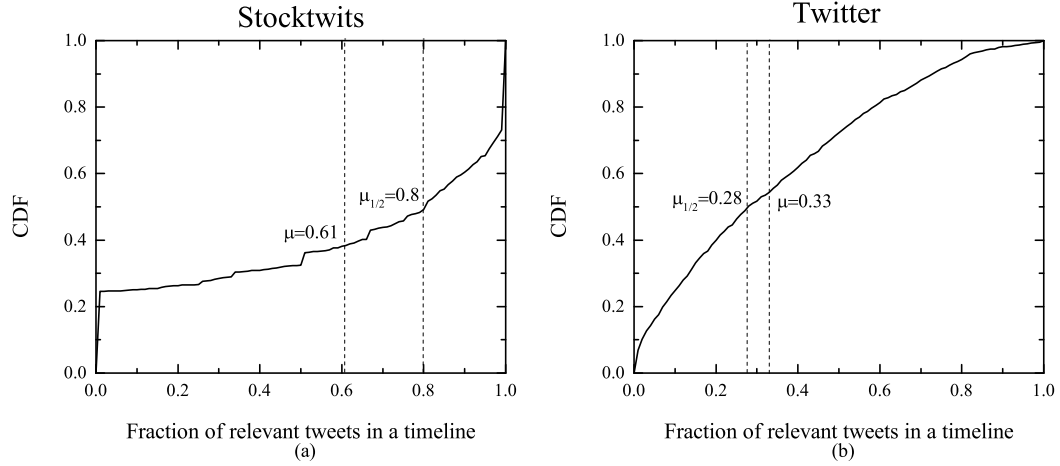 Stocktwits
1.0
0.8
0.6
0.4
0.2
0.0
CDF
μ1/2=0.8
μ=0.61
0.0 0.2 0.4 0.6 0.8 1.0
Fraction of relevant tweets in a timeline
(a)
Twitter
1.0
0.8
0.6
0.4
0.2
0.0
CDF
μ1/2=0.28
μ=0.33
0.0 0.2 0.4 0.6 0.8 1.0
Fraction of relevant tweets in a timeline
(b)